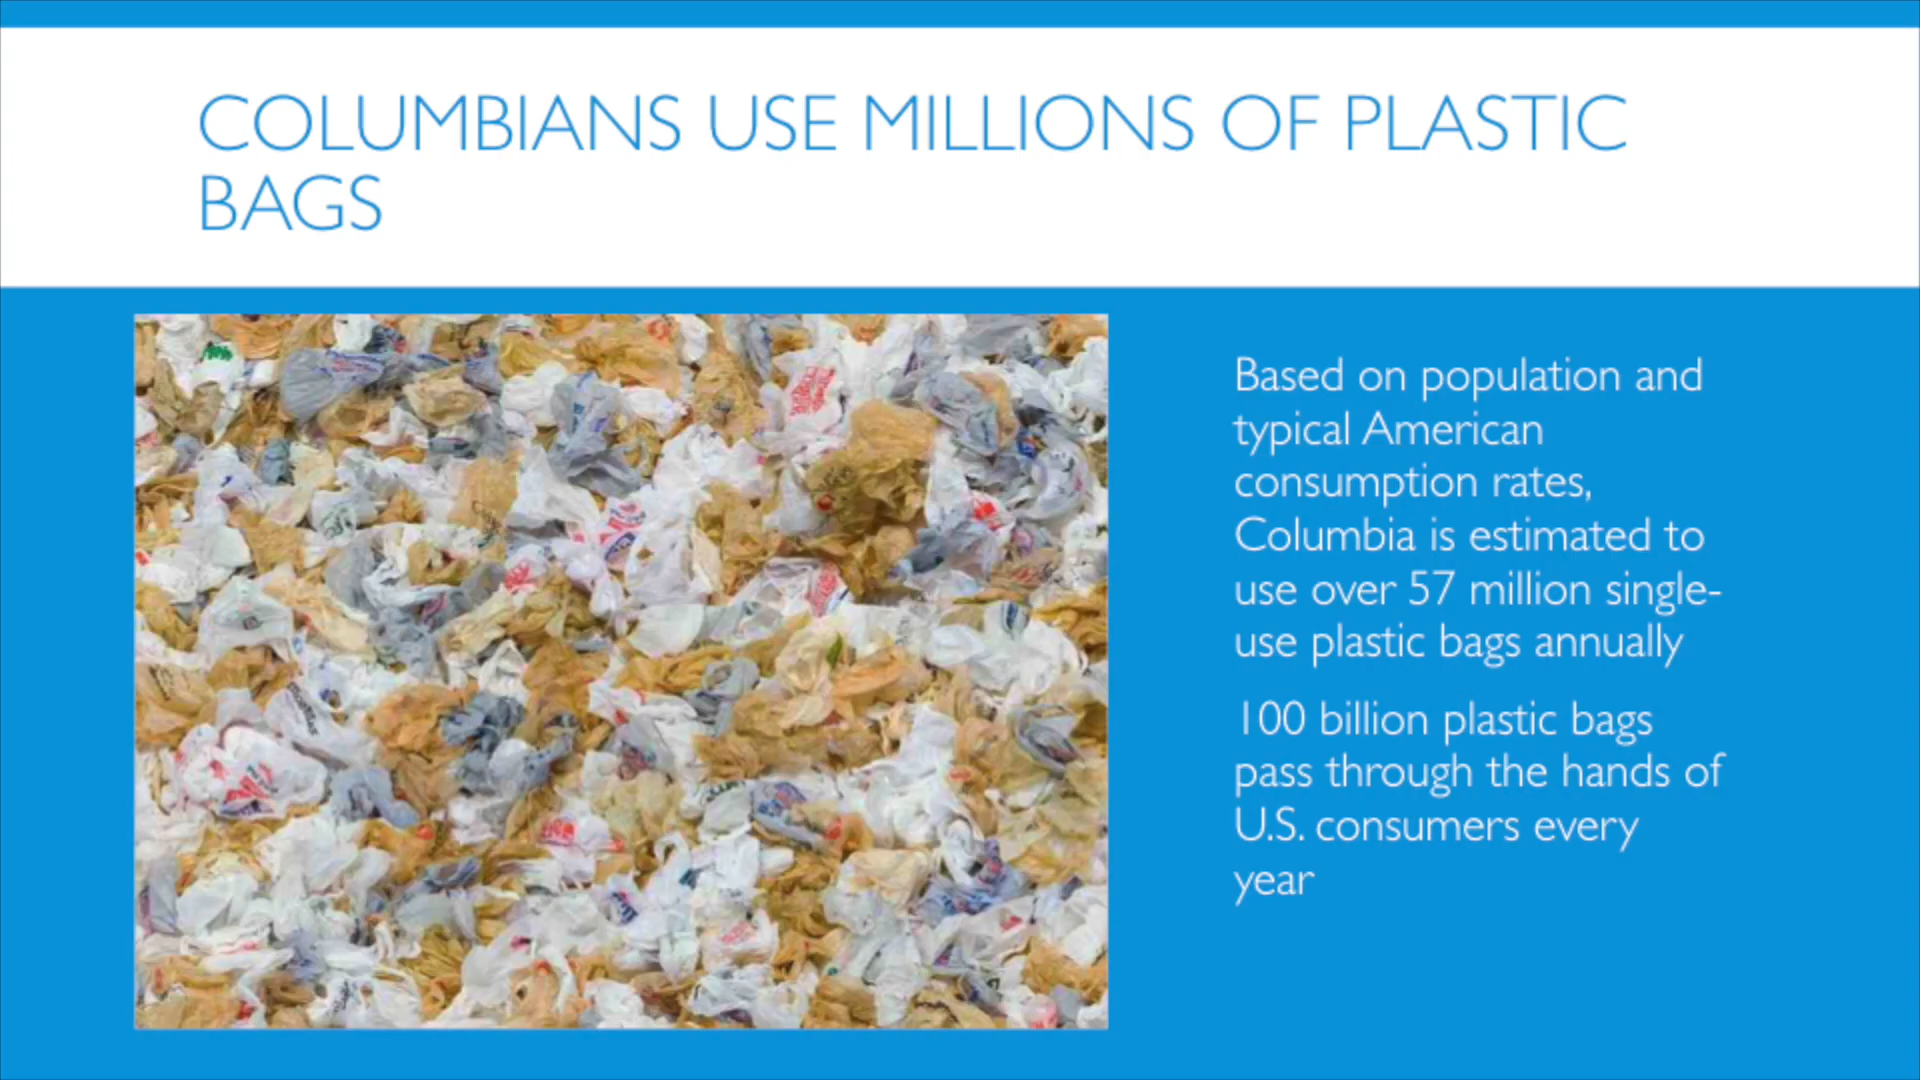 COLUMBIANS USE MILLIONS OF PLASTIC
BAGS
Based on population and
typical American
consumption rates,
Columbia is estimated to
use over 57 million single-
use plastic bags annually
100 billion plastic bags
pass through the hands of
U.S. consumers every
year